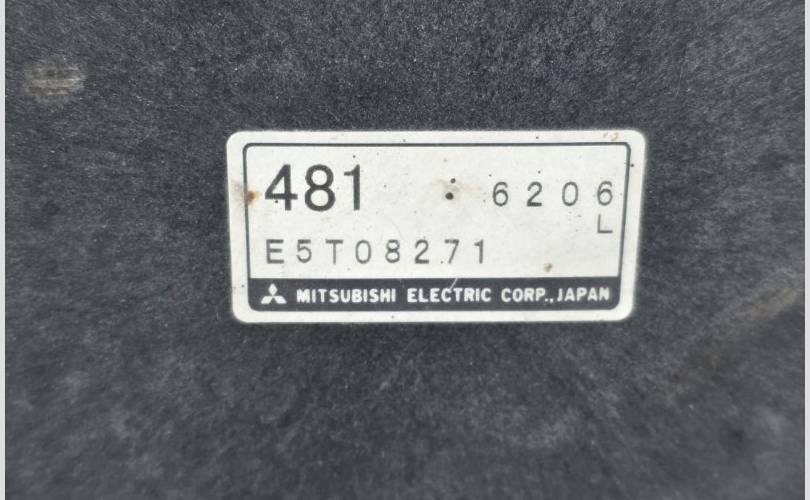 481 : 6206
L
E5T08271
MITSUBISHI ELECTRIC CORP., JAPAN